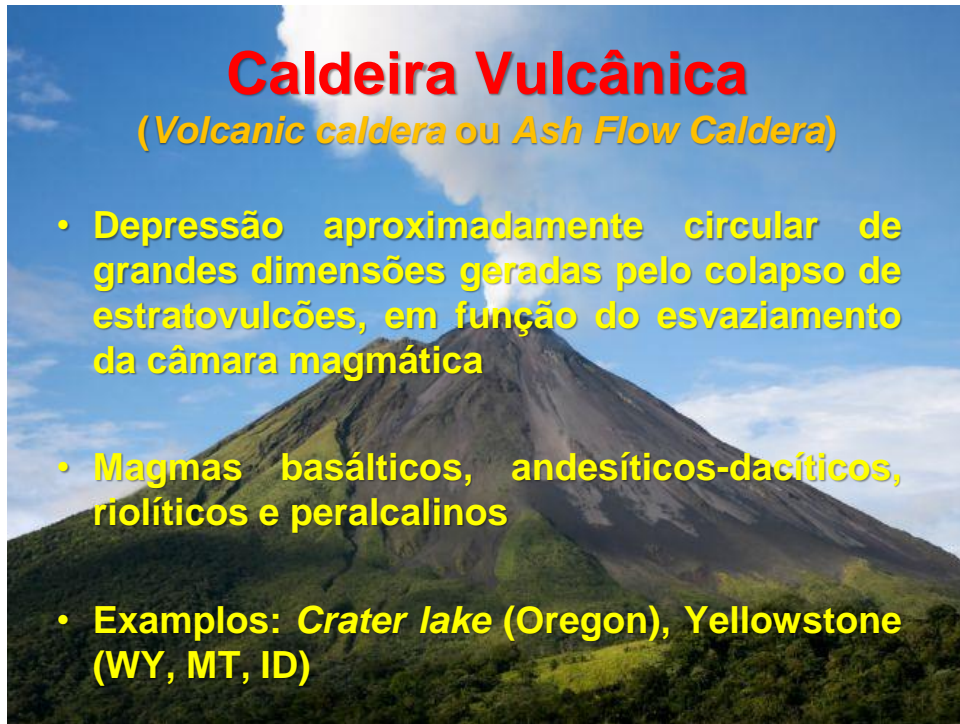 Caldeira Vulcânica
(Volcanic caldera ou Ash Flow Caldera)
• Depressão aproximadamente circular de
grandes dimensões geradas pelo colapso de
estratovulcões, em função do esvaziamento
da câmara magmática
• Magmas basálticos, andesíticos-dacíticos,
riolíticos e peralcalinos
• Examplos: Crater lake (Oregon), Yellowstone
(WY, MT, ID)